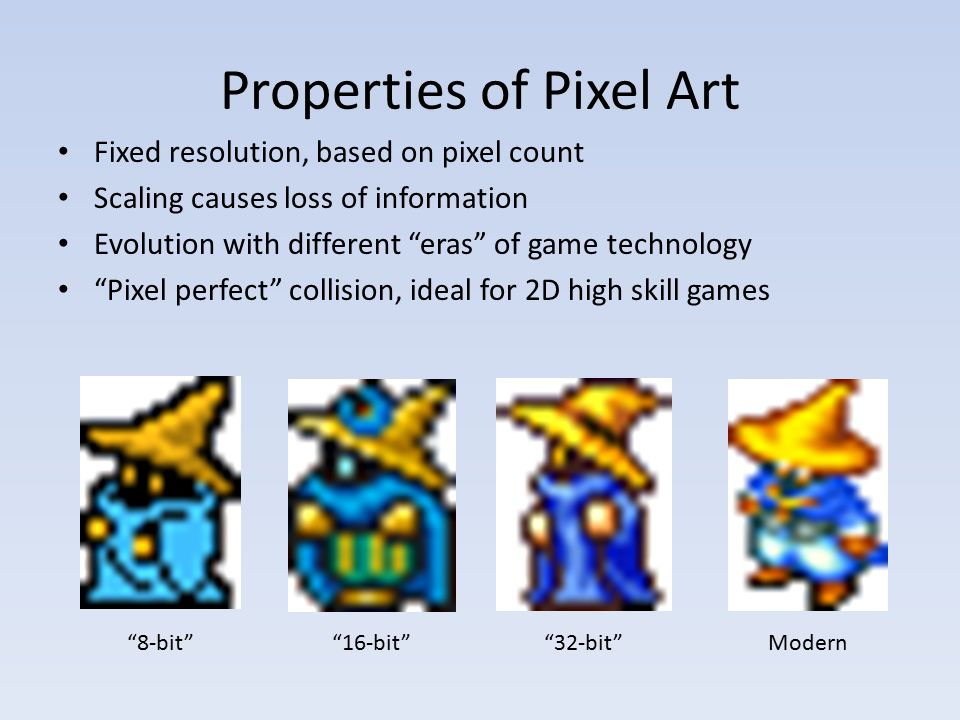 Properties of Pixel Art
• Fixed resolution, based on pixel count
• Scaling causes loss of information
• Evolution with different “eras” of game technology
• “Pixel perfect” collision, ideal for 2D high skill games
“8-bit” “16-bit” “32-bit” Modern